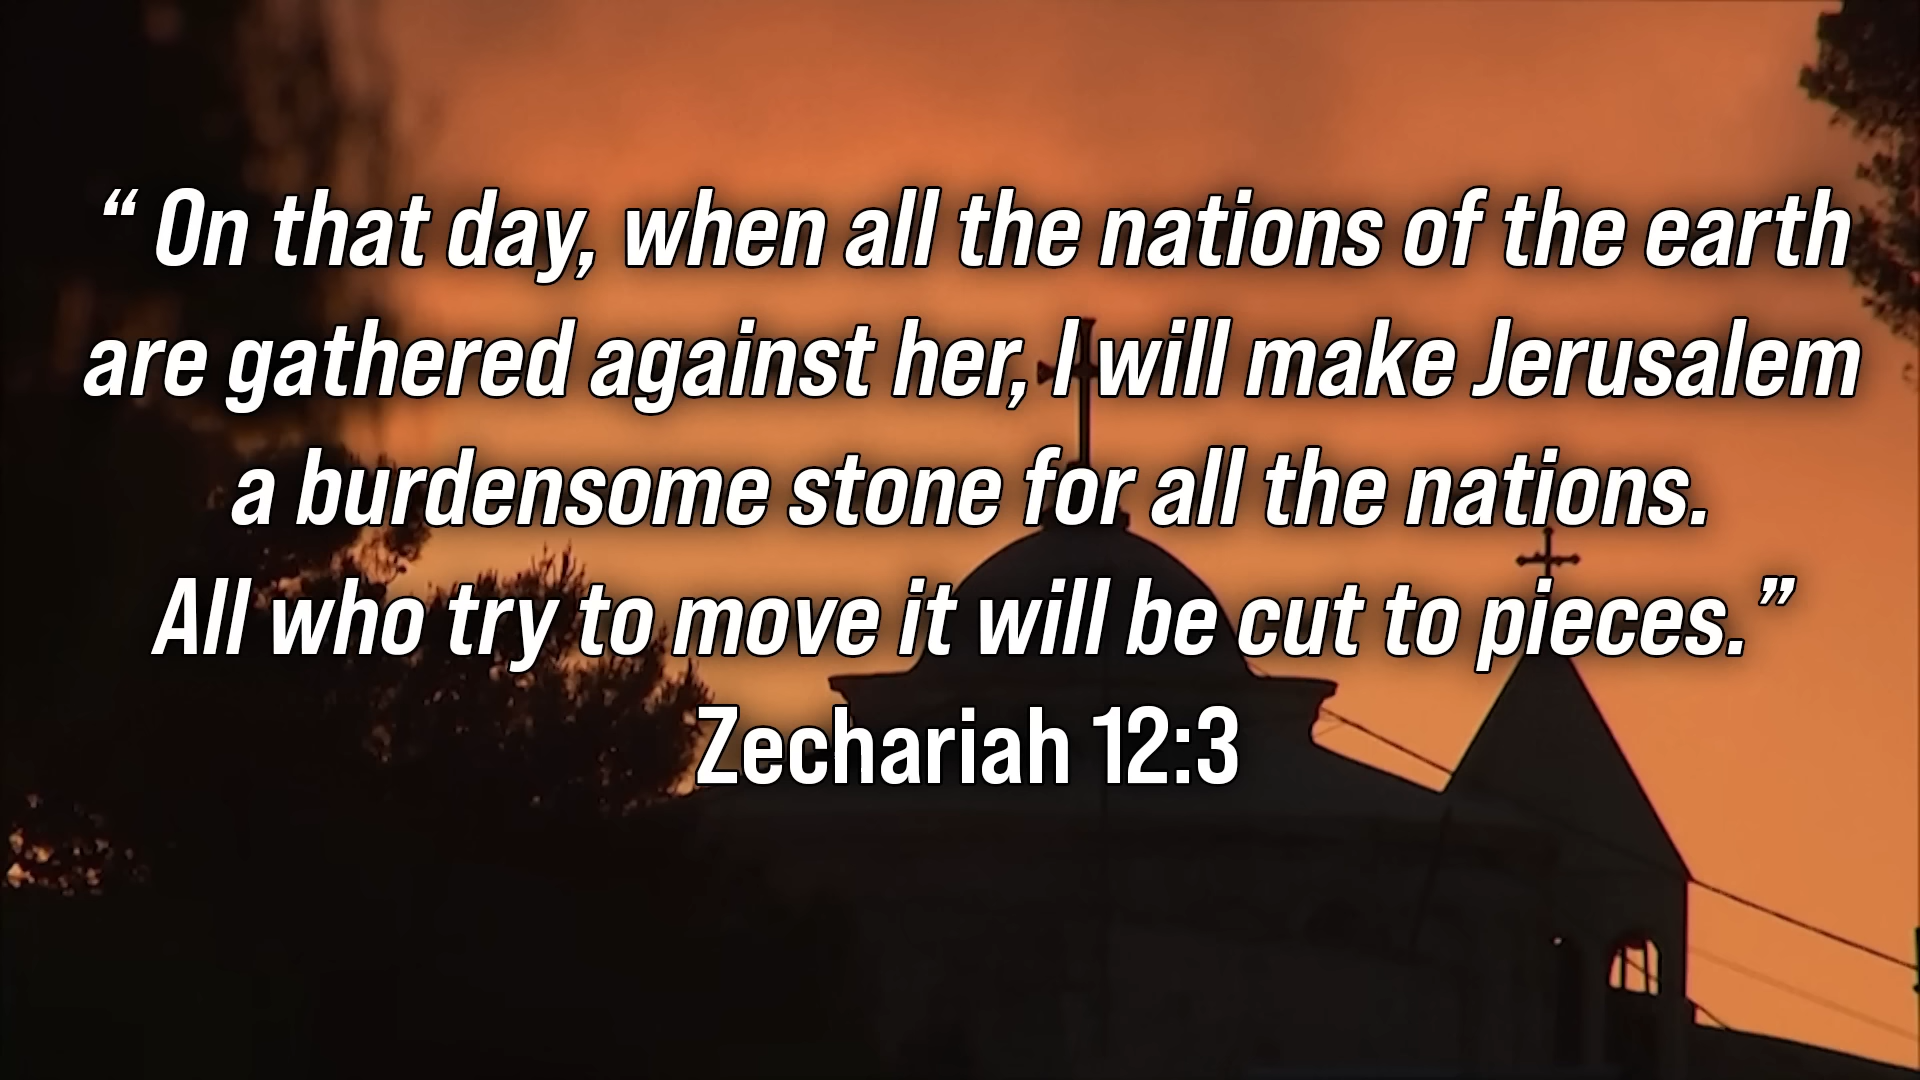 “ On that day, when all the nations of the earth
are gathered against her, I will make Jerusalem
a burdensome stone for all the nations.
All who try to move it will be cut to pieces.”
Zechariah 12:3